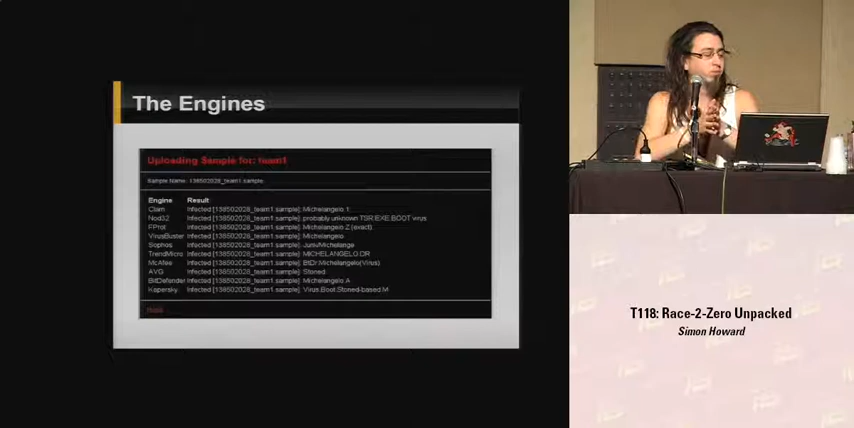 The Engines
Uploading Sample for: team1
Sample Name: 138502028_team1.sample
Engine Result
Clam Infected [138502028_team1.sample]: Michelangelo.1
Nod32 Infected [138502028_team1.sample]: probably unknown TSR.EXE.BOOT virus
FProt Infected [138502028_team1.sample]: Michelangelo.Z (exact)
VirusBuster Infected [138502028_team1.sample]: Michelangelo
Sophos Infected [138502028_team1.sample]: Junk/Michelange
TrendMicro Infected [138502028_team1.sample]: MICHELANGELO.DR
McAfee Infected [138502028_team1.sample]: BtDr.Michelangelo(Virus)
AVG Infected [138502028_team1.sample]: Stoned
BitDefender Infected [138502028_team1.sample]: Michelangelo.A
Kapersky Infected [138502028_team1.sample]: Virus.Boot.Stoned-based.M
T118: Race-2-Zero Unpacked
Simon Howard